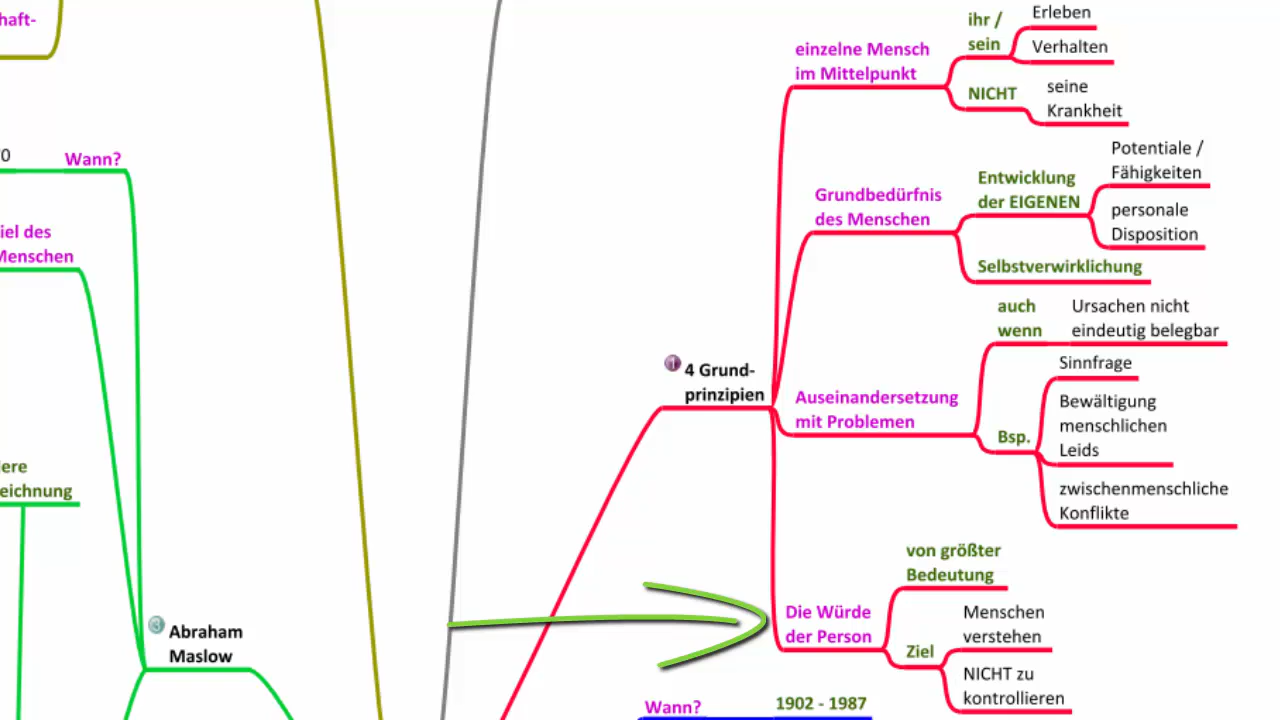 haft-
0
Wann?
iel des
Menschen
iere
eichnung
Abraham
Maslow
4 Grund-
prinzipien
einzelne Mensch
im Mittelpunkt
ihr /
sein
Erleben
Verhalten
NICHT
seine
Krankheit
Grundbedürfnis
des Menschen
Entwicklung
der EIGENEN
Potentiale /
Fähigkeiten
personale
Disposition
Selbstverwirklichung
Auseinandersetzung
mit Problemen
auch
wenn
Ursachen nicht
eindeutig belegbar
Bsp.
Sinnfrage
Bewältigung
menschlichen
Leids
zwischenmenschliche
Konflikte
Die Würde
der Person
von größter
Bedeutung
Ziel
Menschen
verstehen
NICHT zu
kontrollieren
Wann?
1902 - 1987